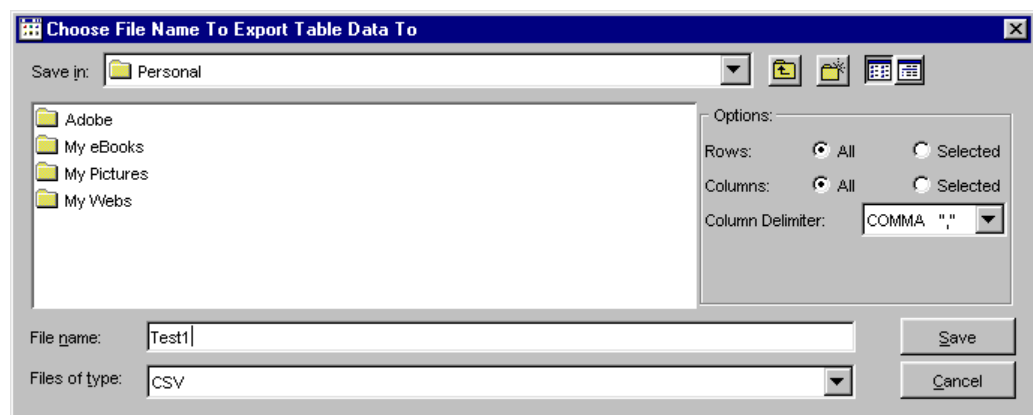 Choose File Name To Export Table Data To
Save in: Personal
Adobe
My eBooks
My Pictures
My Webs
Options:
Rows: All Selected
Columns: All Selected
Column Delimiter: COMMA ","
File name: Test1
Save
Files of type: CSV
Cancel